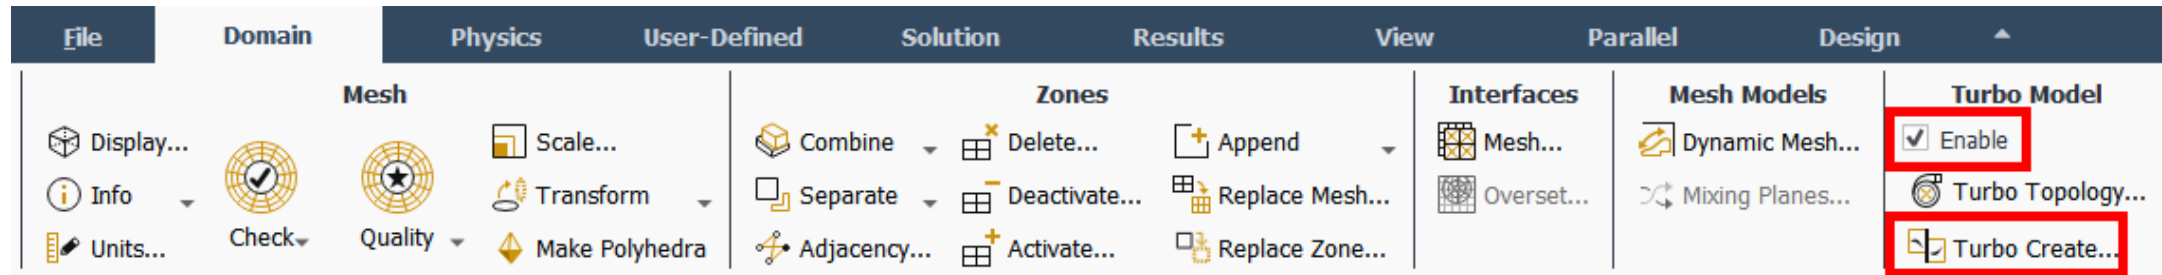 File Domain Physics User-Defined Solution Results View Parallel Design
Mesh Zones Interfaces Mesh Models Turbo Model
Display... Scale... Combine Delete... Append Mesh... Dynamic Mesh... Enable
Info Transform Separate Deactivate... Replace Mesh... Overset... Mixing Planes... Turbo Topology...
Units... Check Quality Make Polyhedra Adjacency... Activate... Replace Zone... Turbo Create...